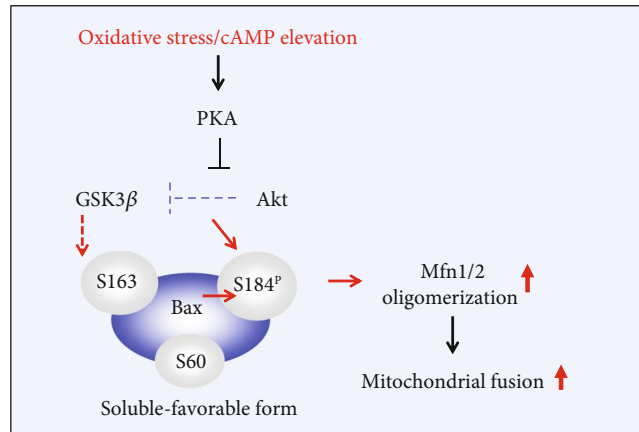 Oxidative stress/cAMP elevation
PKA
GSK3β
Akt
S163
S184ᴾ
Bax
S60
Soluble-favorable form
Mfn1/2
oligomerization
Mitochondrial fusion